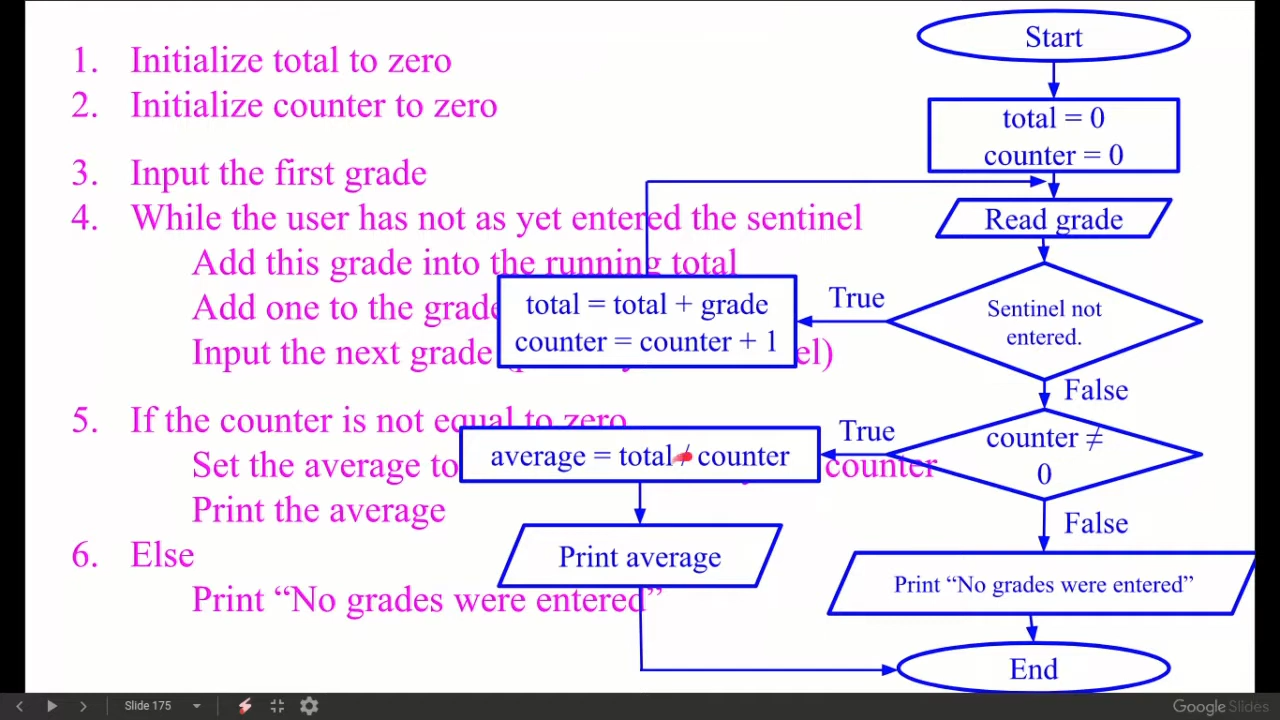 1. Initialize total to zero
2. Initialize counter to zero
3. Input the first grade
4. While the user has not as yet entered the sentinel
Add this grade into the running total
Add one to the grade
Input the next grade (p el)
5. If the counter is not equal to zero
Set the average to counter
Print the average
6. Else
Print “No grades were entered”
Start
total = 0
counter = 0
Read grade
Sentinel not
entered.
True
total = total + grade
counter = counter + 1
False
counter ≠
0
True
average = total / counter
Print average
False
Print “No grades were entered”
End
Slide 175
Google Slides